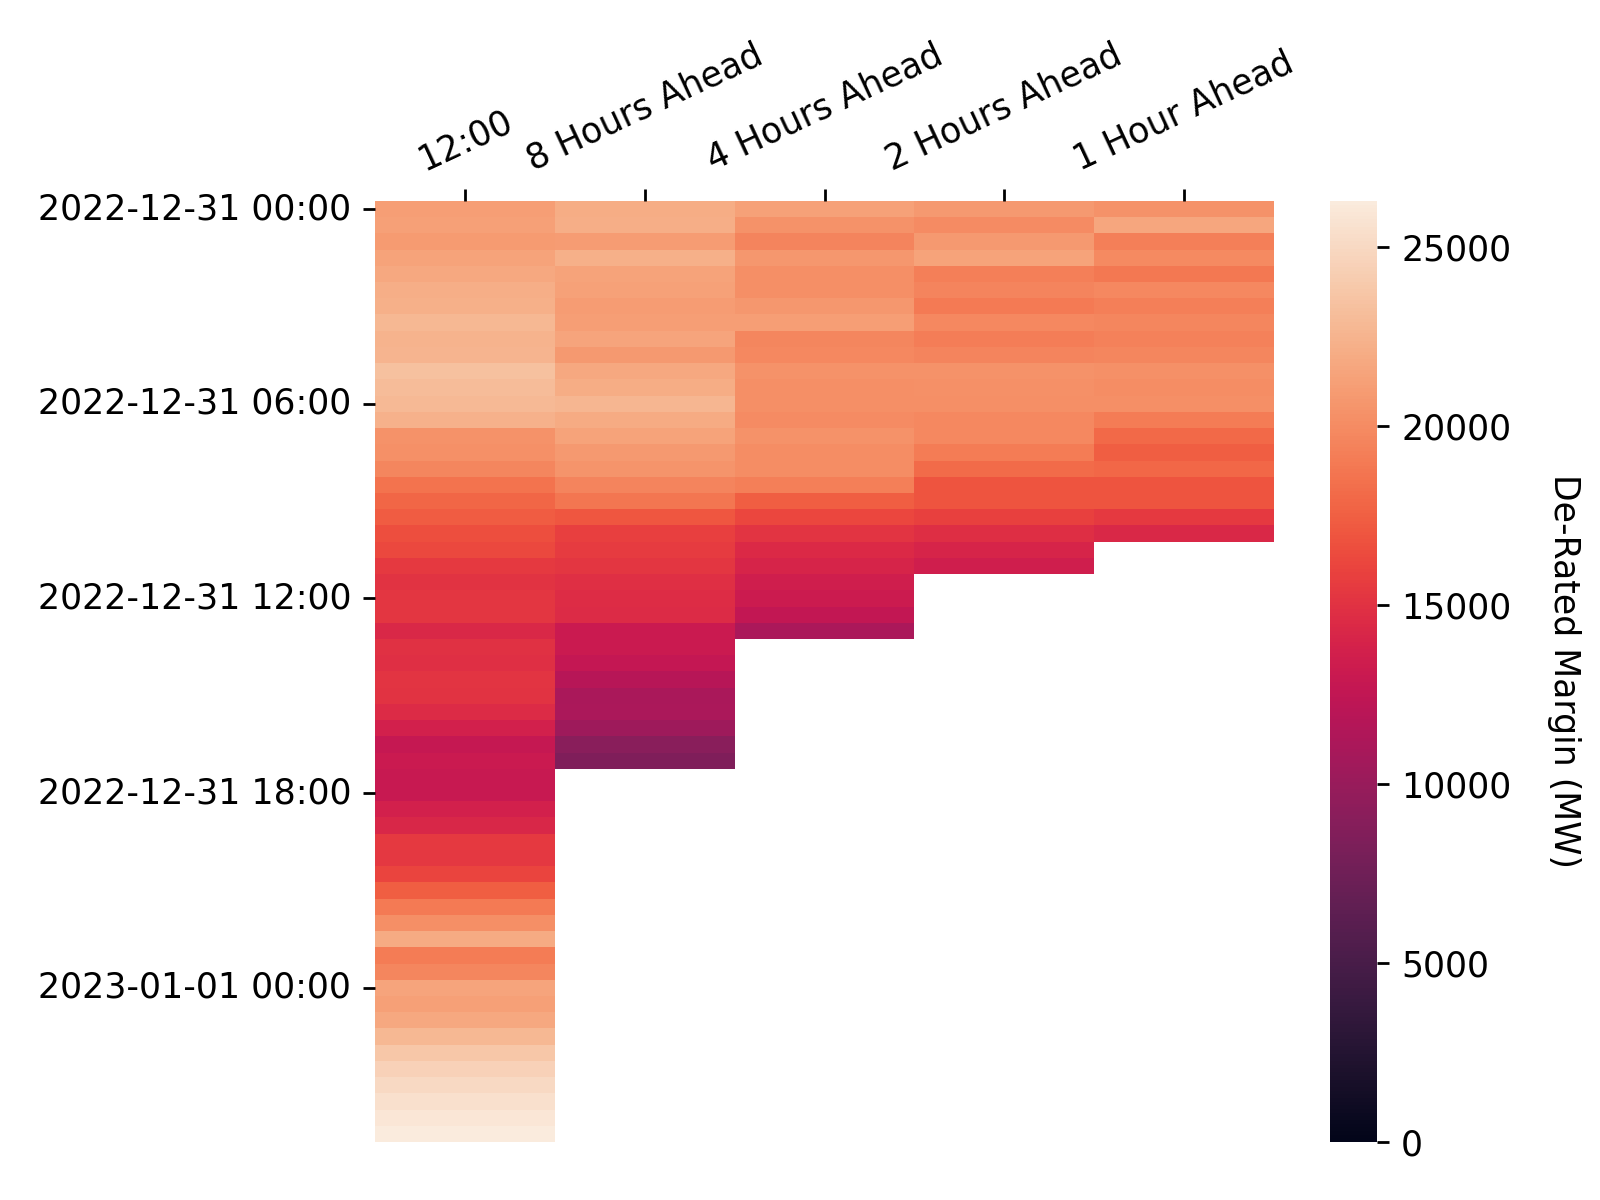 12:00
8 Hours Ahead
4 Hours Ahead
2 Hours Ahead
1 Hour Ahead
2022-12-31 00:00
2022-12-31 06:00
2022-12-31 12:00
2022-12-31 18:00
2023-01-01 00:00
25000
20000
15000
10000
5000
0
De-Rated Margin (MW)